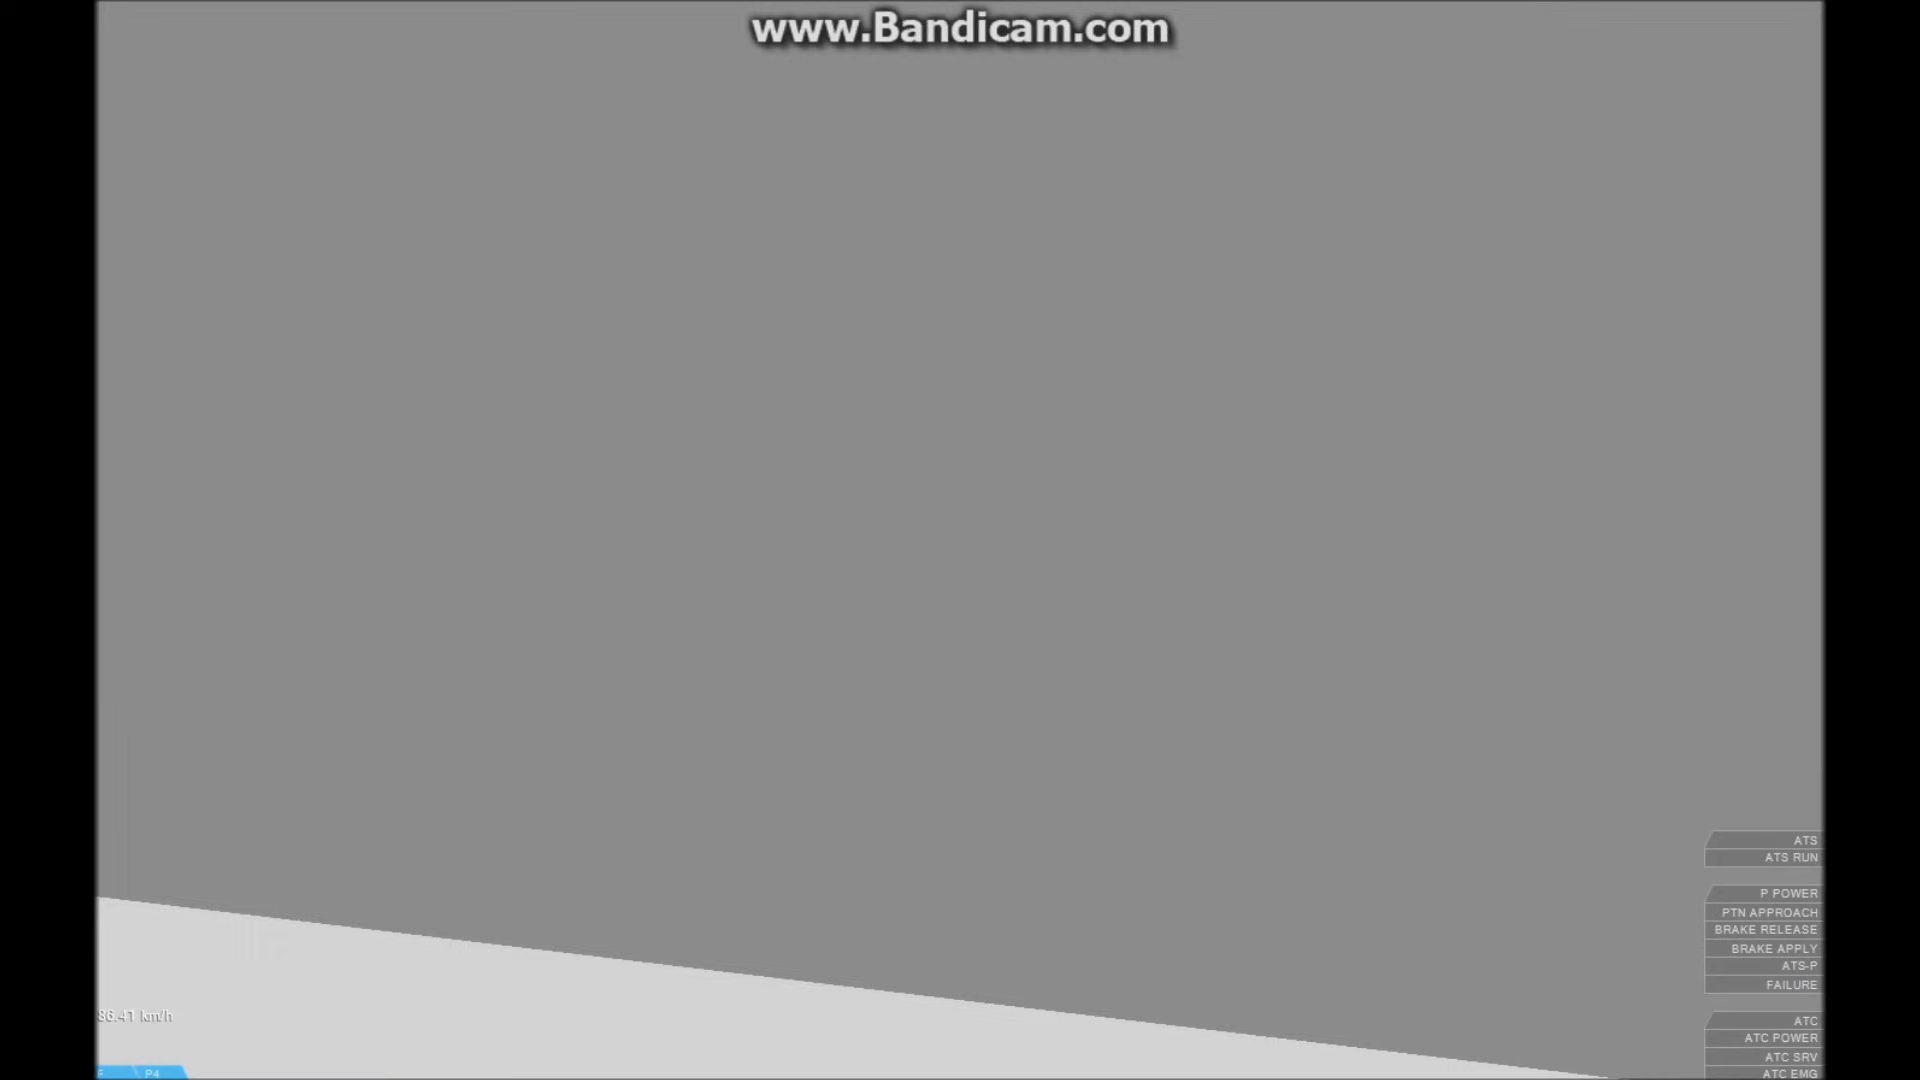 www.Bandicam.com
ATS
ATS RUN
P POWER
PTN APPROACH
BRAKE RELEASE
BRAKE APPLY
ATS-P
FAILURE
86.41 km/h
ATC
ATC POWER
ATC SRV
ATC EMG
P4